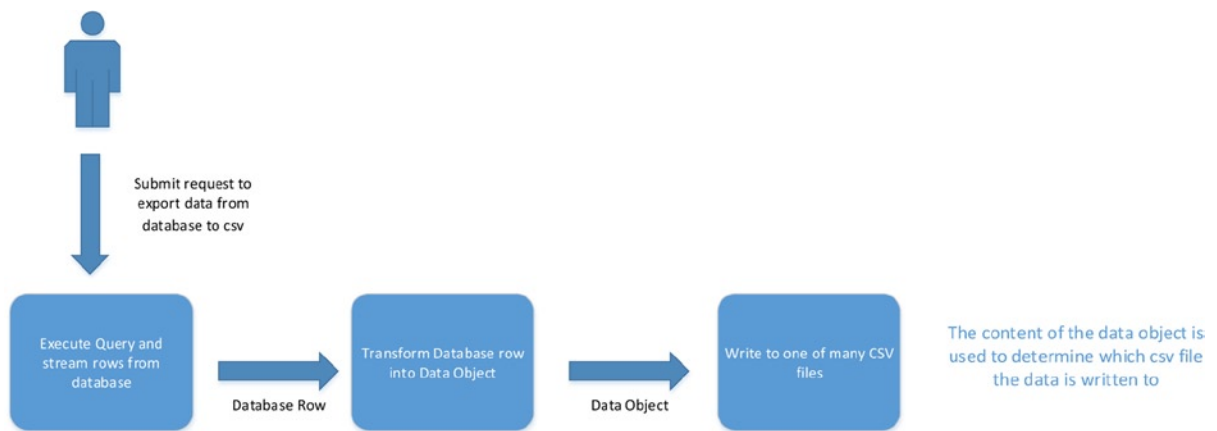 Submit request to
export data from
database to csv
Execute Query and
stream rows from
database
Database Row
Transform Database row
into Data Object
Data Object
Write to one of many CSV
files
The content of the data object is
used to determine which csv file
the data is written to